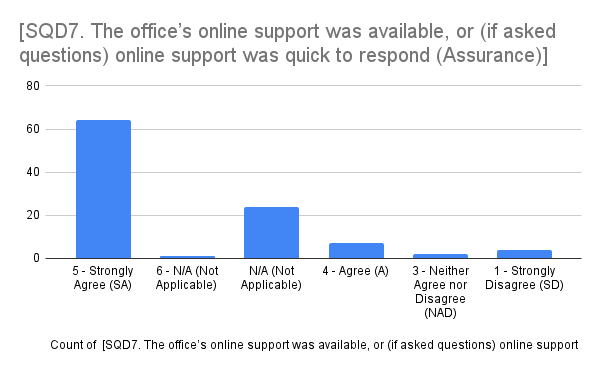 [SQD7. The office’s online support was available, or (if asked
questions) online support was quick to respond (Assurance)]
80
60
40
20
0
5 - Strongly
Agree (SA)
6 - N/A (Not
Applicable)
N/A (Not
Applicable)
4 - Agree (A)
3 - Neither
Agree nor
Disagree
(NAD)
1 - Strongly
Disagree (SD)
Count of [SQD7. The office’s online support was available, or (if asked questions) online support